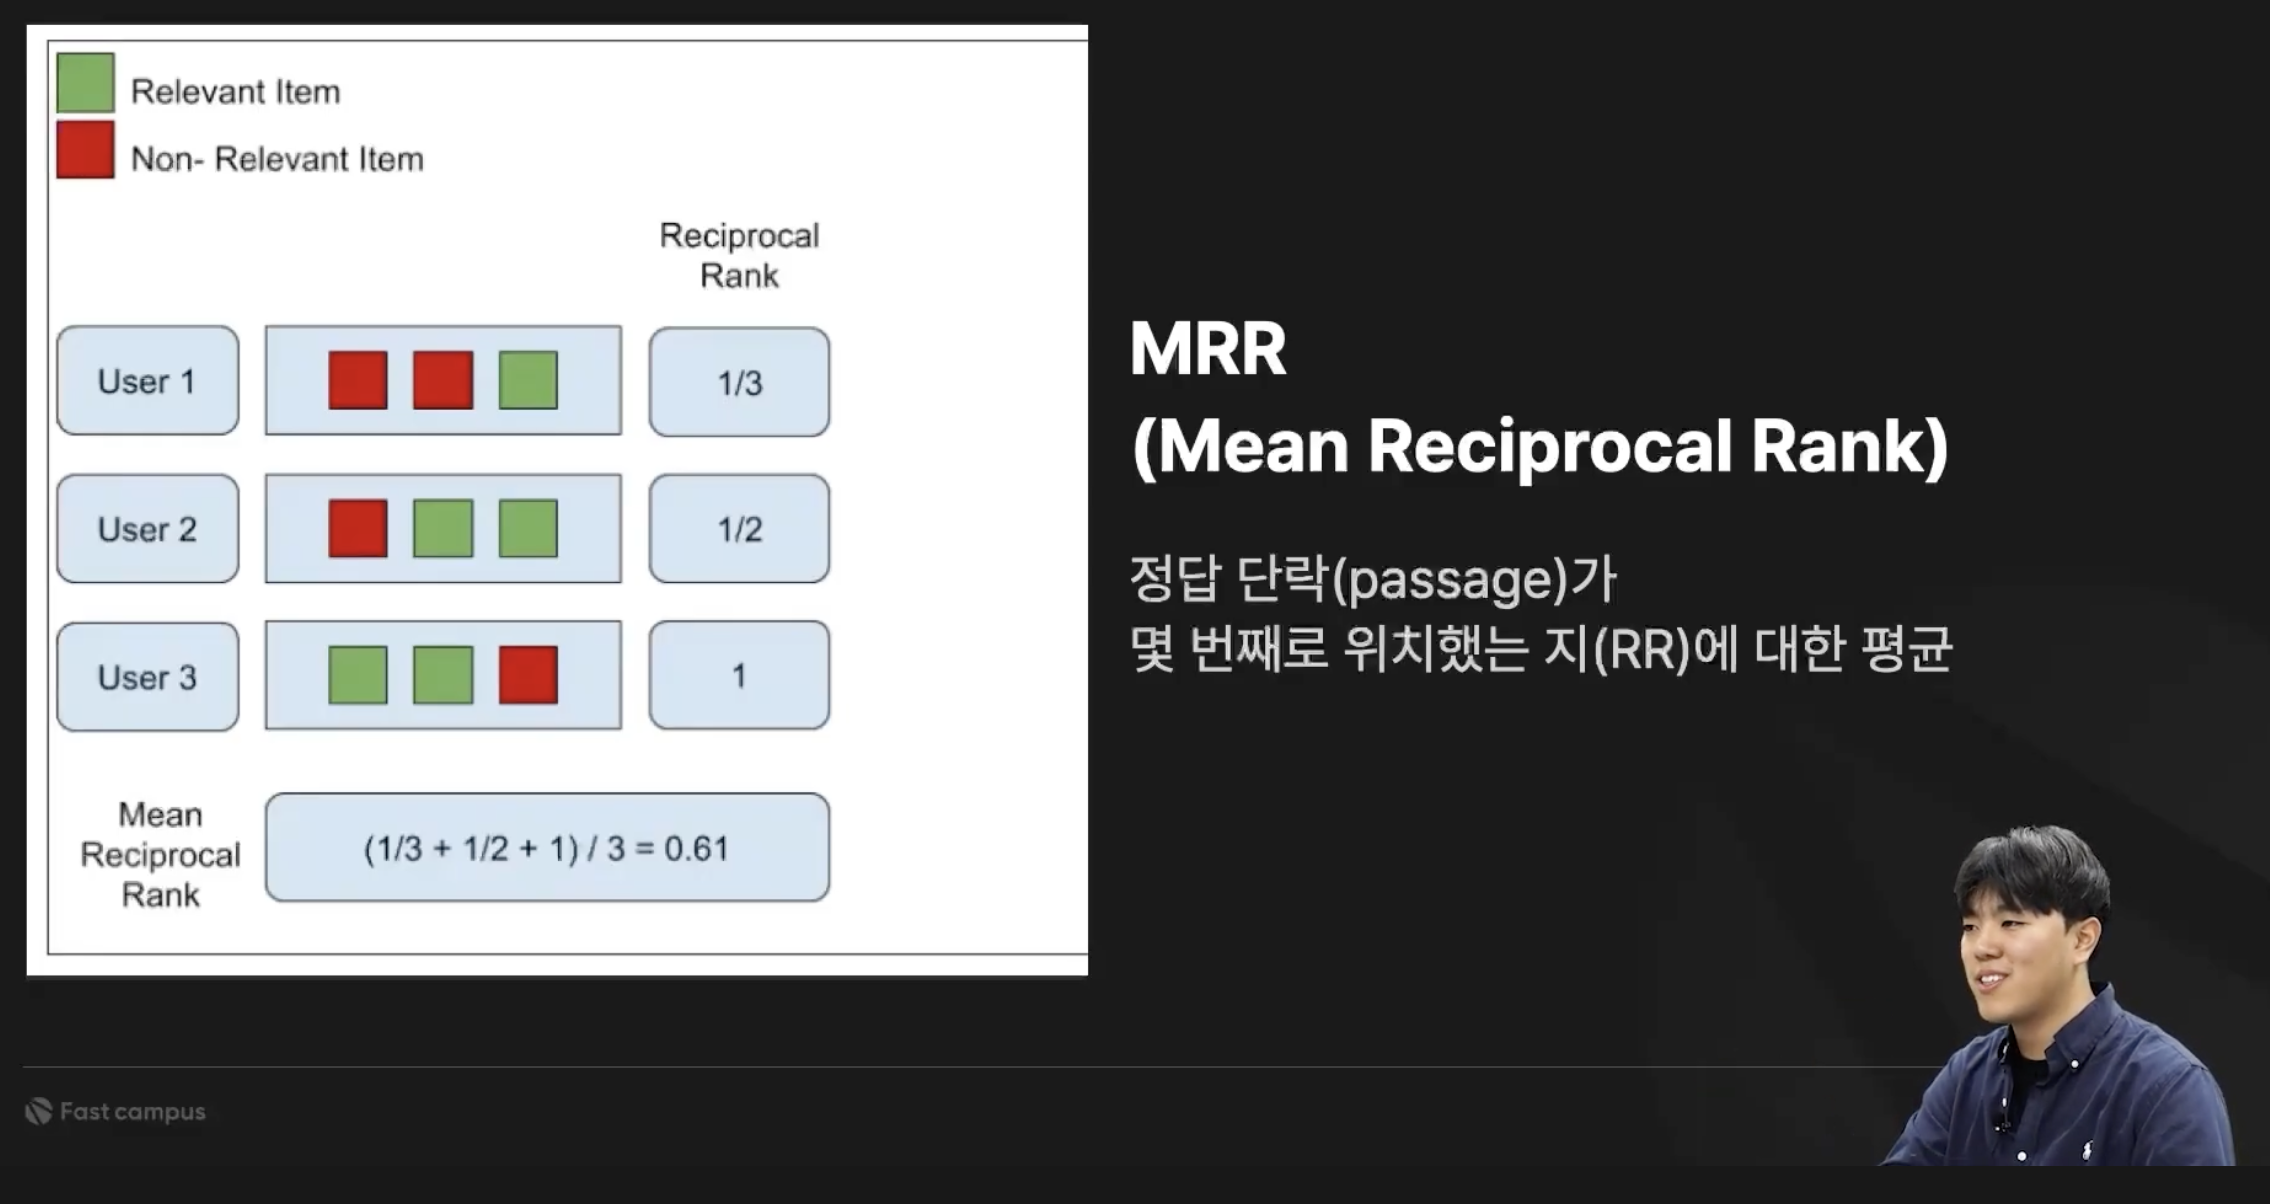 Relevant Item
Non- Relevant Item
Reciprocal
Rank
User 1
1/3
User 2
1/2
User 3
1
Mean
Reciprocal
Rank
(1/3 + 1/2 + 1) / 3 = 0.61
MRR
(Mean Reciprocal Rank)
정답 단락(passage)가
몇 번째로 위치했는 지(RR)에 대한 평균
Fast campus